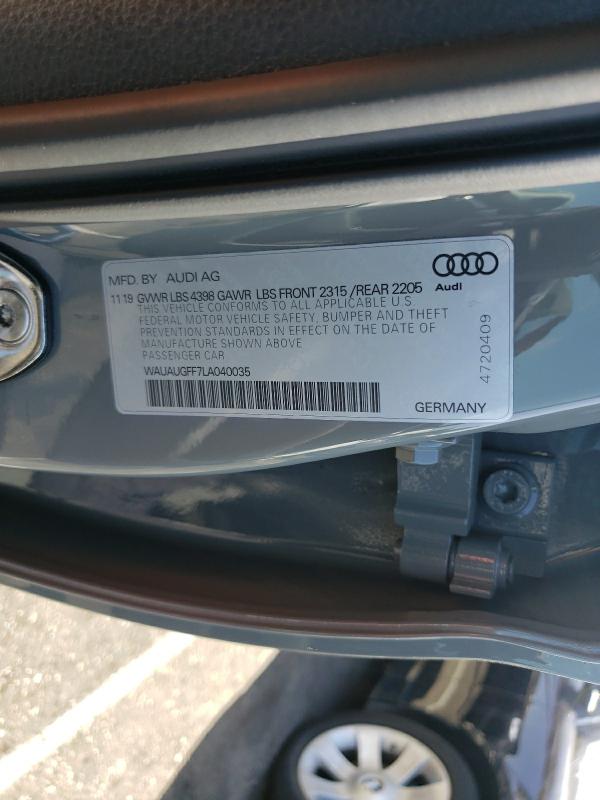 MFD. BY AUDI AG
11 19 GVWR LBS 4398 GAWR LBS FRONT 2315 /REAR 2205
THIS VEHICLE CONFORMS TO ALL APPLICABLE U.S.
FEDERAL MOTOR VEHICLE SAFETY, BUMPER AND THEFT
PREVENTION STANDARDS IN EFFECT ON THE DATE OF
MANUFACTURE SHOWN ABOVE
PASSENGER CAR
WAUAUGFF7LA040035
Audi
4720409
GERMANY